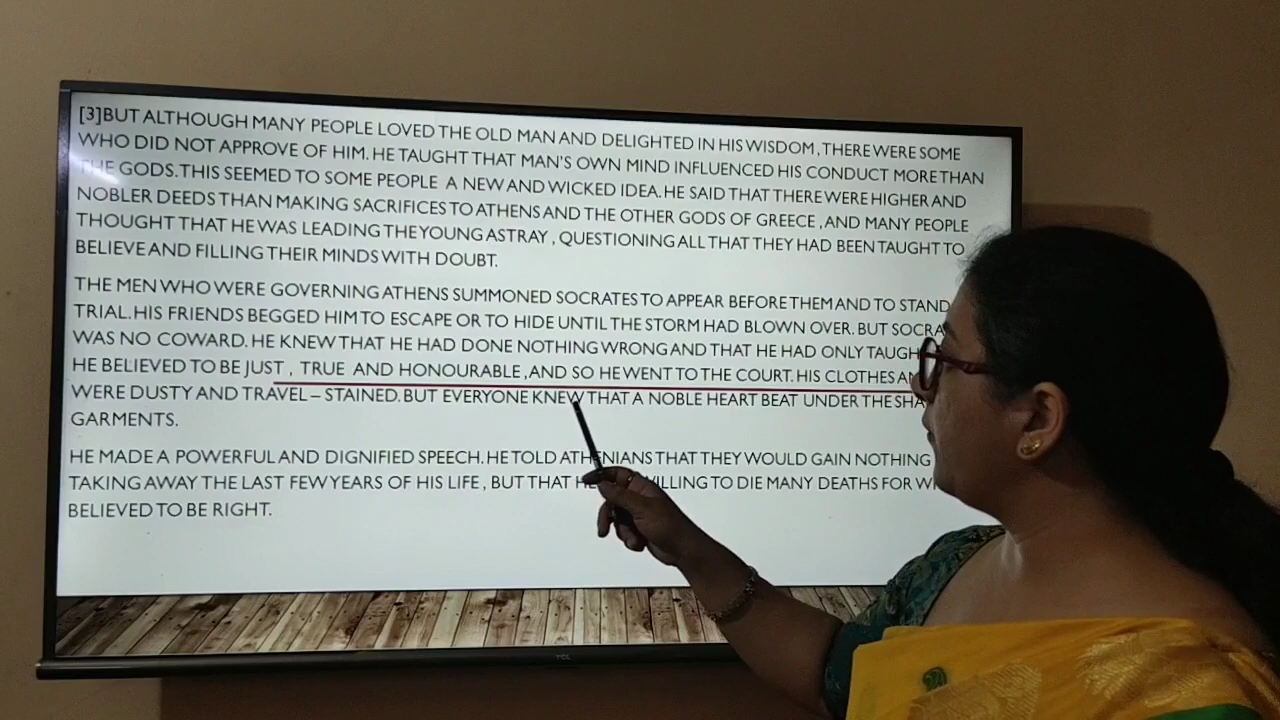 [3]BUT ALTHOUGH MANY PEOPLE LOVED THE OLD MAN AND DELIGHTED IN HIS WISDOM , THERE WERE SOME
WHO DID NOT APPROVE OF HIM. HE TAUGHT THAT MAN'S OWN MIND INFLUENCED HIS CONDUCT MORE THAN
THE GODS. THIS SEEMED TO SOME PEOPLE A NEW AND WICKED IDEA. HE SAID THAT THERE WERE HIGHER AND
NOBLER DEEDS THAN MAKING SACRIFICES TO ATHENS AND THE OTHER GODS OF GREECE , AND MANY PEOPLE
THOUGHT THAT HE WAS LEADING THE YOUNG ASTRAY , QUESTIONING ALL THAT THEY HAD BEEN TAUGHT TO
BELIEVE AND FILLING THEIR MINDS WITH DOUBT.
THE MEN WHO WERE GOVERNING ATHENS SUMMONED SOCRATES TO APPEAR BEFORE THEM AND TO STAND
TRIAL. HIS FRIENDS BEGGED HIM TO ESCAPE OR TO HIDE UNTIL THE STORM HAD BLOWN OVER. BUT
WAS NO COWARD. HE KNEW THAT HE HAD DONE NOTHING WRONG AND THAT HE HAD ONLY
HE BELIEVED TO BE JUST , TRUE AND HONOURABLE , AND SO HE WENT TO THE COURT. HIS CLOTHES
WERE DUSTY AND TRAVEL – STAINED. BUT EVERYONE KNEW THAT A NOBLE HEART BEAT UNDER THE
GARMENTS.
HE MADE A POWERFUL AND DIGNIFIED SPEECH. HE TOLD ATHENIANS THAT THEY WOULD GAIN NOTHING
TAKING AWAY THE LAST FEW YEARS OF HIS LIFE , BUT THAT WILLING TO DIE MANY DEATHS FOR
BELIEVED TO BE RIGHT.
TCL